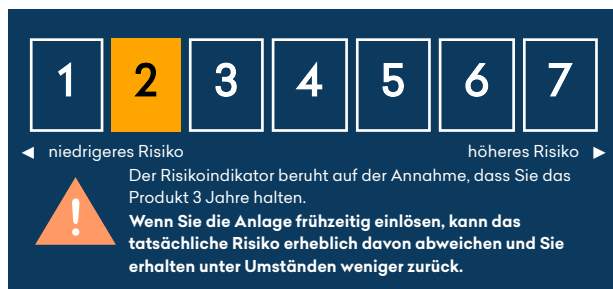 1 2 3 4 5 6 7
◄ niedrigeres Risiko höheres Risiko ►
Der Risikoindikator beruht auf der Annahme, dass Sie das
Produkt 3 Jahre halten.
Wenn Sie die Anlage frühzeitig einlösen, kann das
tatsächliche Risiko erheblich davon abweichen und Sie
erhalten unter Umständen weniger zurück.
!